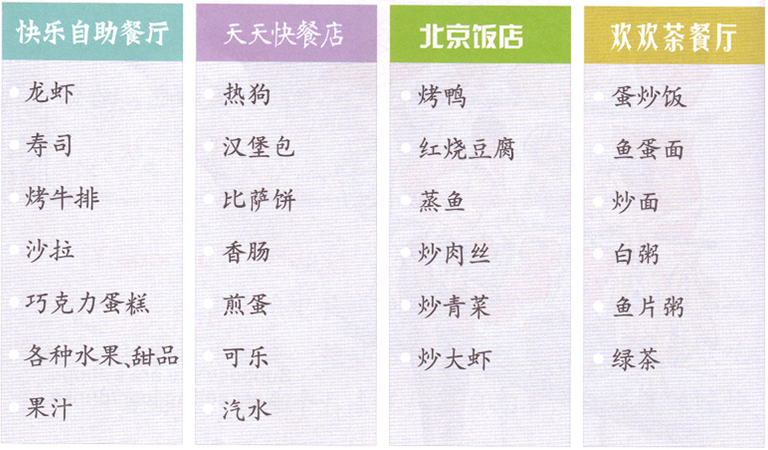 快乐自助餐厅
龙虾
寿司
烤牛排
沙拉
巧克力蛋糕
各种水果、甜品
果汁
天天快餐店
热狗
汉堡包
比萨饼
香肠
煎蛋
可乐
汽水
北京饭店
烤鸭
红烧豆腐
蒸鱼
炒肉丝
炒青菜
炒大虾
欢欢茶餐厅
蛋炒饭
鱼蛋面
炒面
白粥
鱼片粥
绿茶